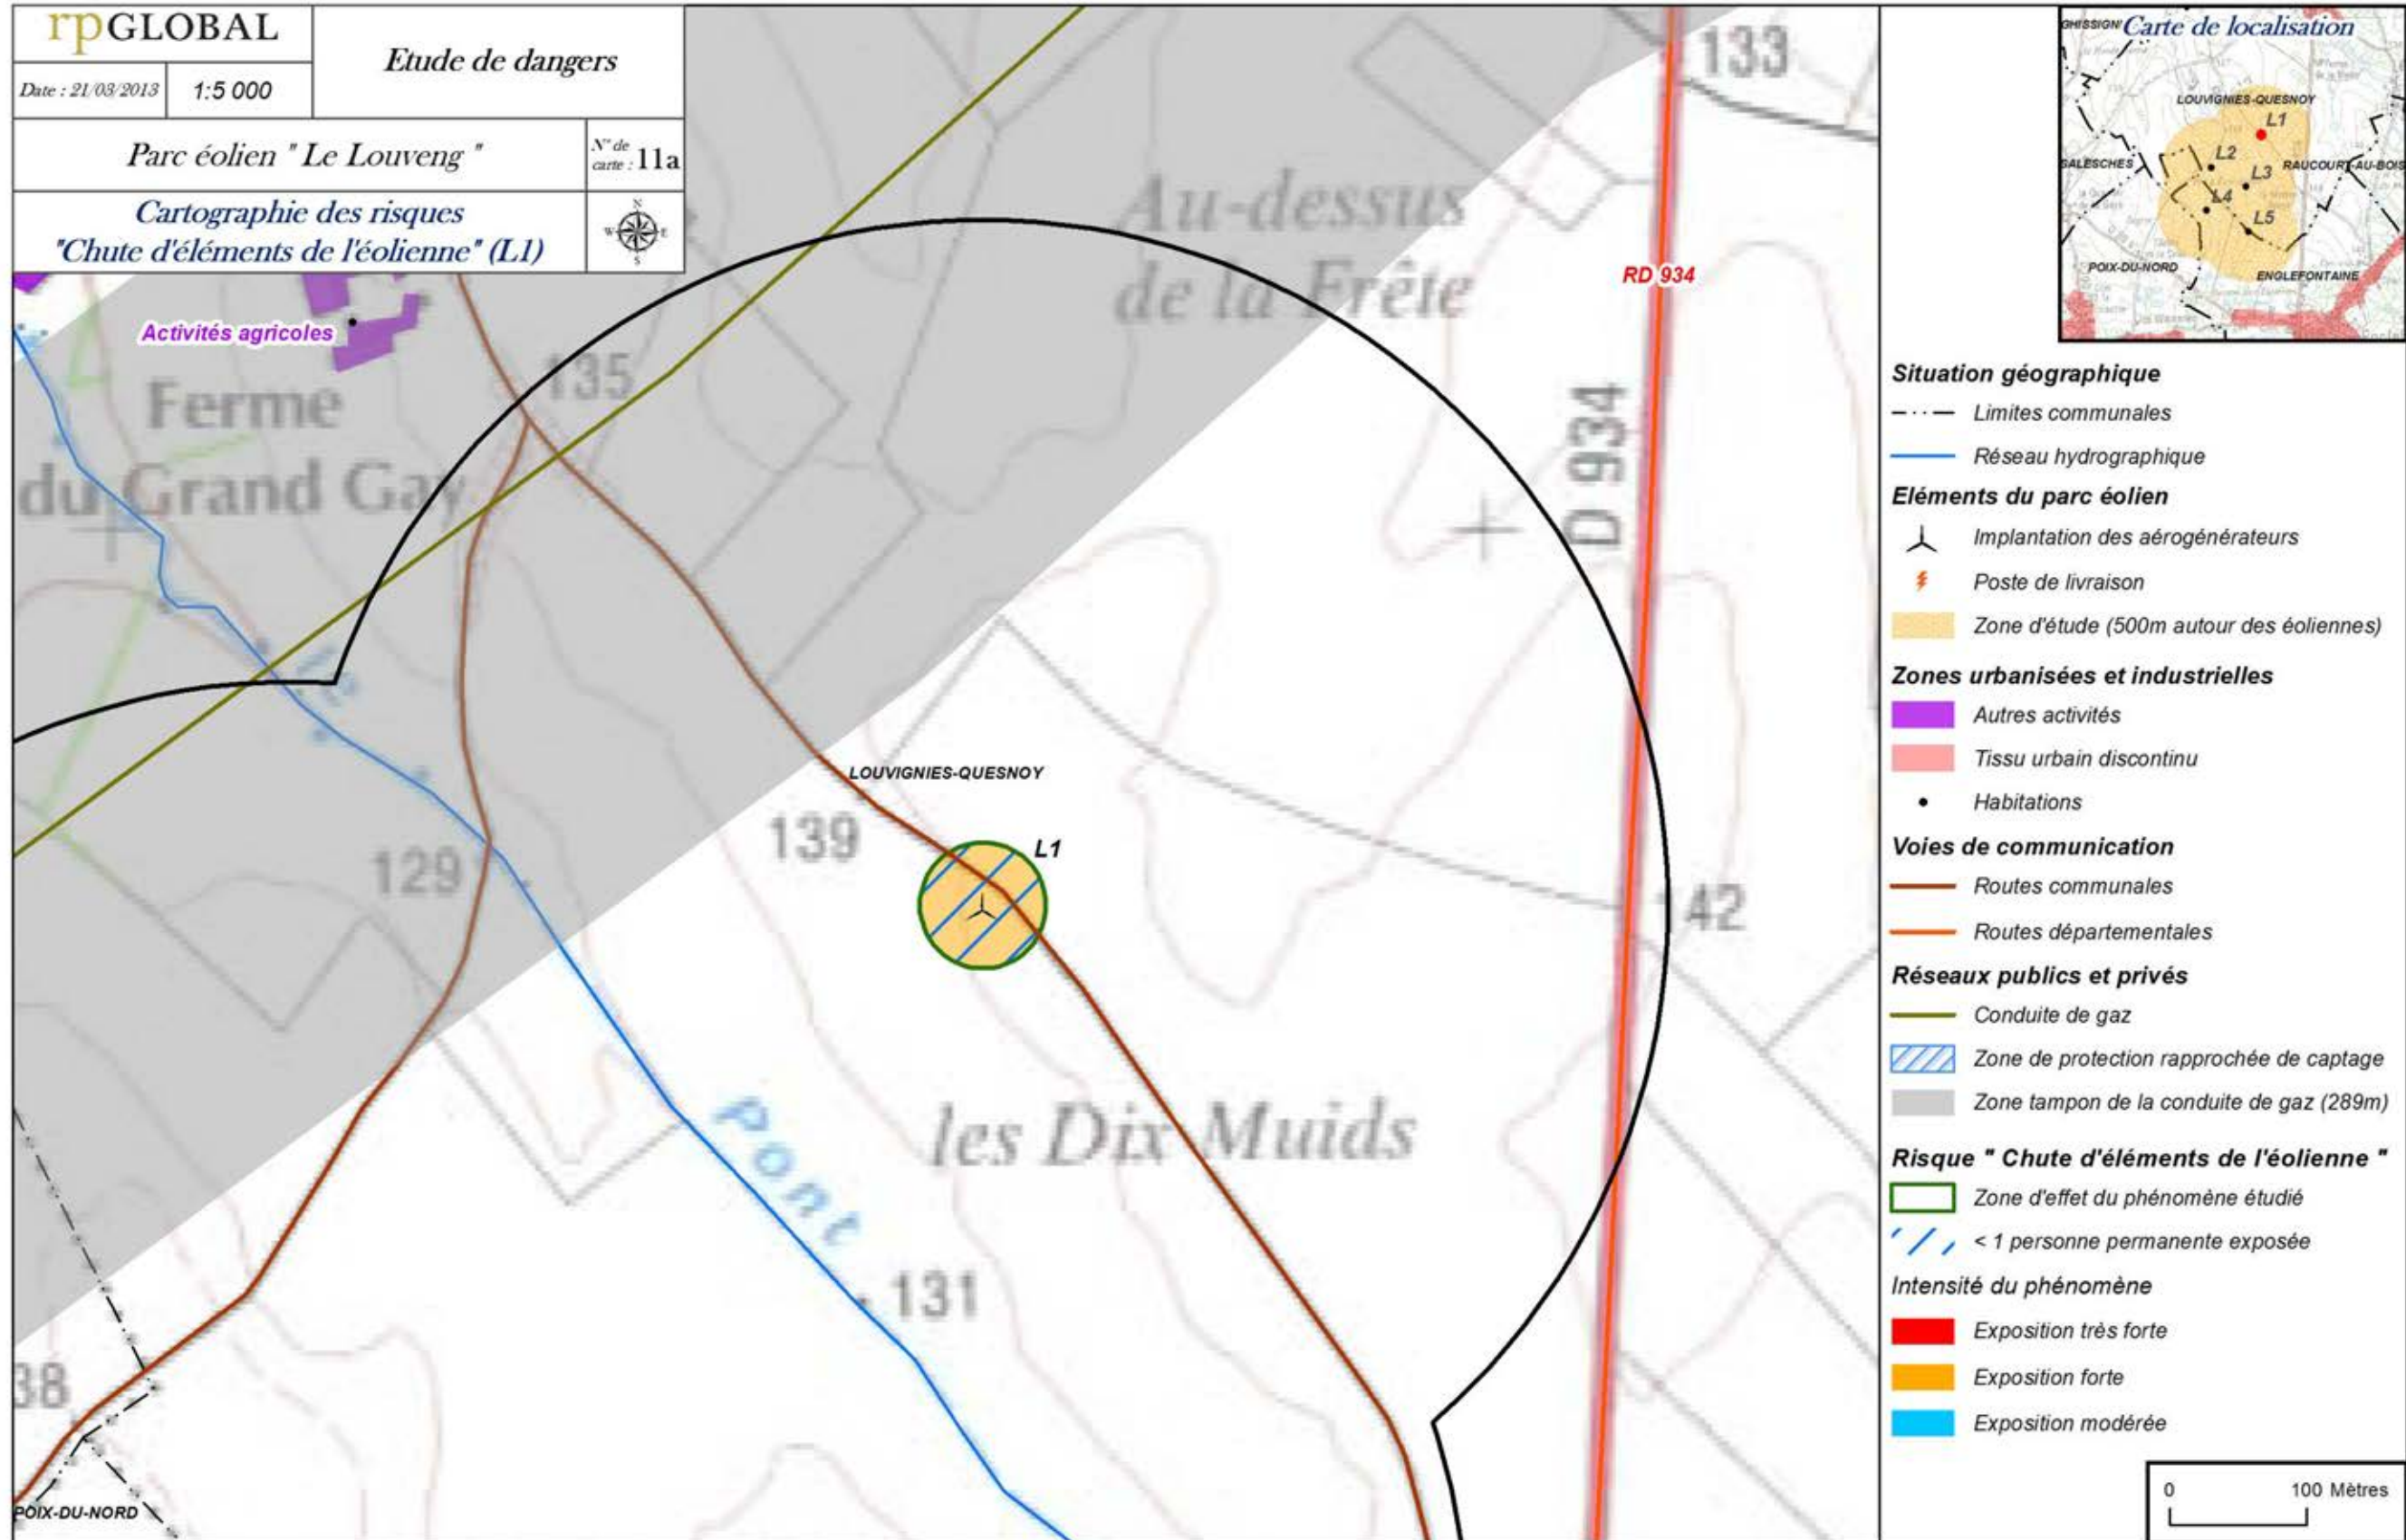 rpGLOBAL
Date : 21/03/2013
1:5 000
Etude de dangers
Parc éolien " Le Louveng "
N° de
carte : 11a
Cartographie des risques
"Chute d'éléments de l'éolienne" (L1)
N
W E
S
133
Au-dessus
de la Frête
RD 934
Activités agricoles
135
Ferme
du Grand Gay
D 934
LOUVIGNIES-QUESNOY
139
L1
129
42
les Dix Muids
Pont
131
38
POIX-DU-NORD
Carte de localisation
LOUVIGNIES-QUESNOY
L1
SALESCHES
L2
RAUCOURT-AU-BOIS
L3
L4
L5
POIX-DU-NORD
ENGLEFONTAINE
Situation géographique
Limites communales
Réseau hydrographique
Eléments du parc éolien
Implantation des aérogénérateurs
Poste de livraison
Zone d'étude (500m autour des éoliennes)
Zones urbanisées et industrielles
Autres activités
Tissu urbain discontinu
Habitations
Voies de communication
Routes communales
Routes départementales
Réseaux publics et privés
Conduite de gaz
Zone de protection rapprochée de captage
Zone tampon de la conduite de gaz (289m)
Risque " Chute d'éléments de l'éolienne "
Zone d'effet du phénomène étudié
< 1 personne permanente exposée
Intensité du phénomène
Exposition très forte
Exposition forte
Exposition modérée
0 100 Mètres